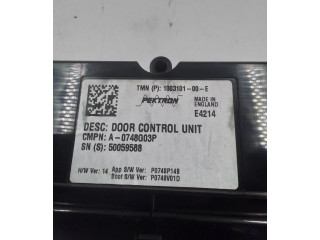 TMN (P): 1083101-00-E
PEKTRON
MADE IN
ENGLAND
E4214
DESC: DOOR CONTROL UNIT
CMPN: A-0748G03P
SN (S): 50059588
H/W Ver: 14 App S/W Ver: P0748P14B
Boot S/W Ver: P0748V01D